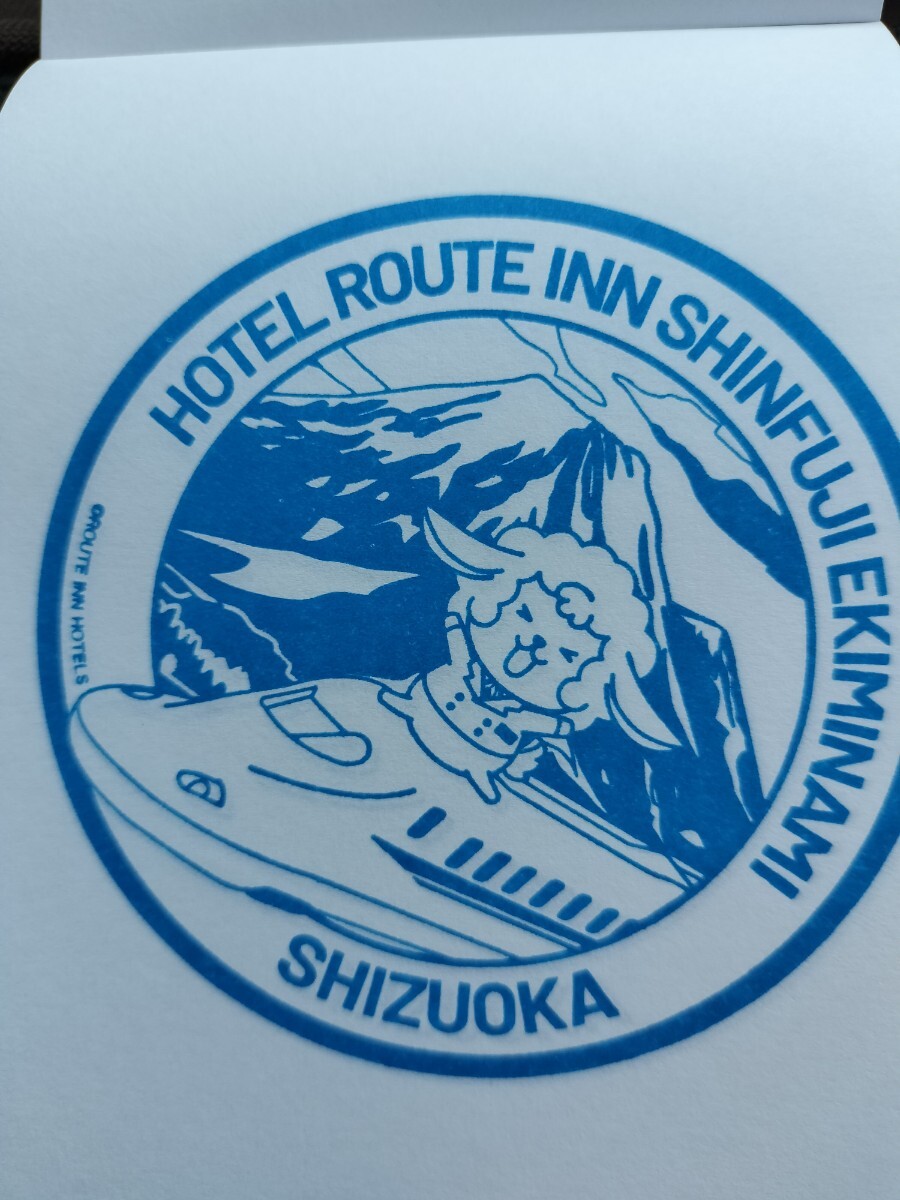 HOTEL ROUTE INN SHINFUJI EKIMINAMI
©ROUTE INN HOTELS
SHIZUOKA